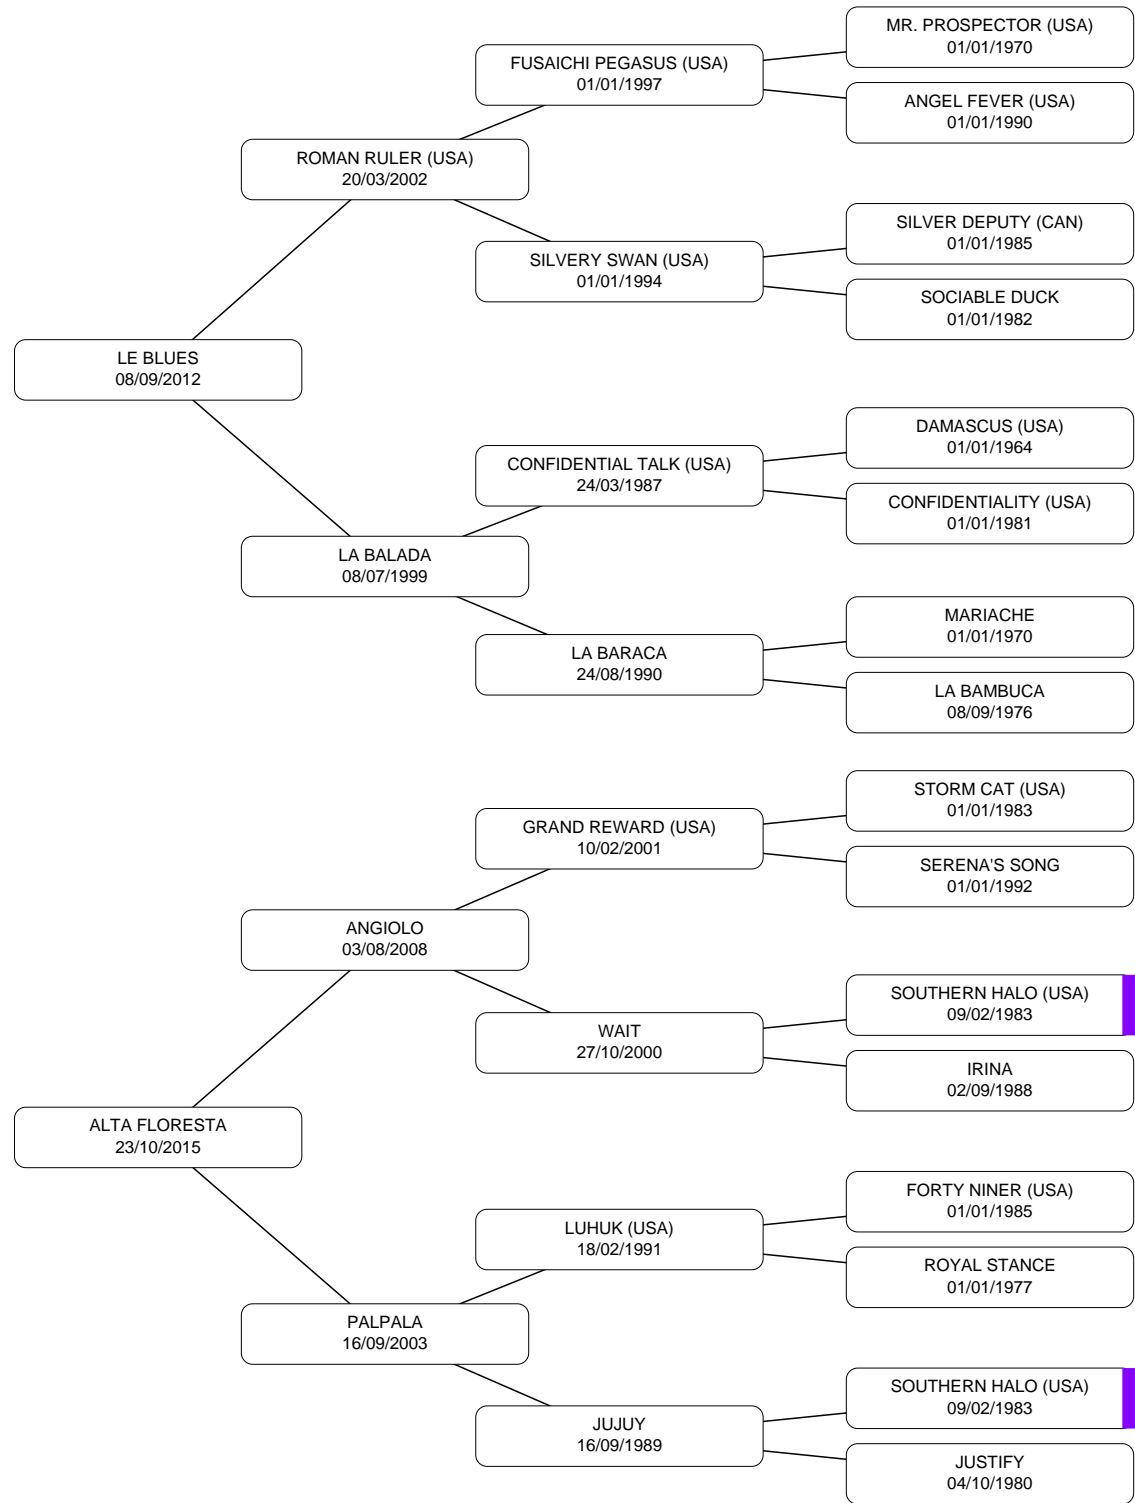 MR. PROSPECTOR (USA)
01/01/1970
FUSAICHI PEGASUS (USA)
01/01/1997
ANGEL FEVER (USA)
01/01/1990
ROMAN RULER (USA)
20/03/2002
SILVER DEPUTY (CAN)
01/01/1985
SILVERY SWAN (USA)
01/01/1994
SOCIABLE DUCK
01/01/1982
LE BLUES
08/09/2012
DAMASCUS (USA)
01/01/1964
CONFIDENTIAL TALK (USA)
24/03/1987
CONFIDENTIALITY (USA)
01/01/1981
LA BALADA
08/07/1999
MARIACHE
01/01/1970
LA BARACA
24/08/1990
LA BAMBUCA
08/09/1976
STORM CAT (USA)
01/01/1983
GRAND REWARD (USA)
10/02/2001
SERENA'S SONG
01/01/1992
ANGIOLO
03/08/2008
SOUTHERN HALO (USA)
09/02/1983
WAIT
27/10/2000
IRINA
02/09/1988
ALTA FLORESTA
23/10/2015
FORTY NINER (USA)
01/01/1985
LUHUK (USA)
18/02/1991
ROYAL STANCE
01/01/1977
PALPALA
16/09/2003
SOUTHERN HALO (USA)
09/02/1983
JUJUY
16/09/1989
JUSTIFY
04/10/1980